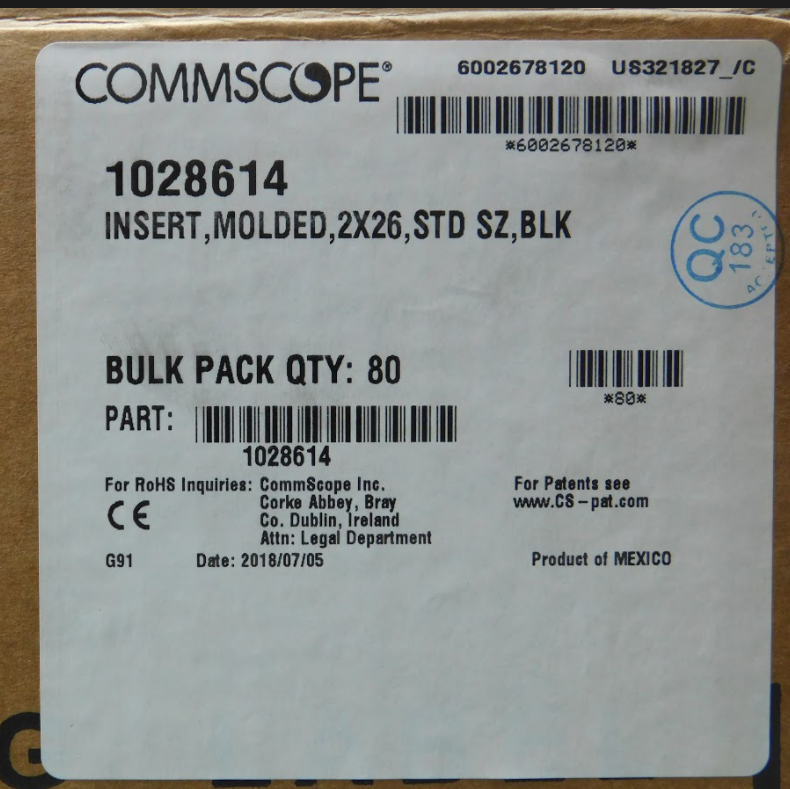 COMMSCOPE®
6002678120 US321827_/C
*6002678120*
1028614
INSERT,MOLDED,2X26,STD SZ,BLK
QC
183
BULK PACK QTY: 80
*80*
PART:
1028614
For RoHS Inquiries: CommScope Inc.
Corke Abbey, Bray
Co. Dublin, Ireland
Attn: Legal Department
CE
For Patents see
www.CS-pat.com
G91 Date: 2018/07/05 Product of MEXICO